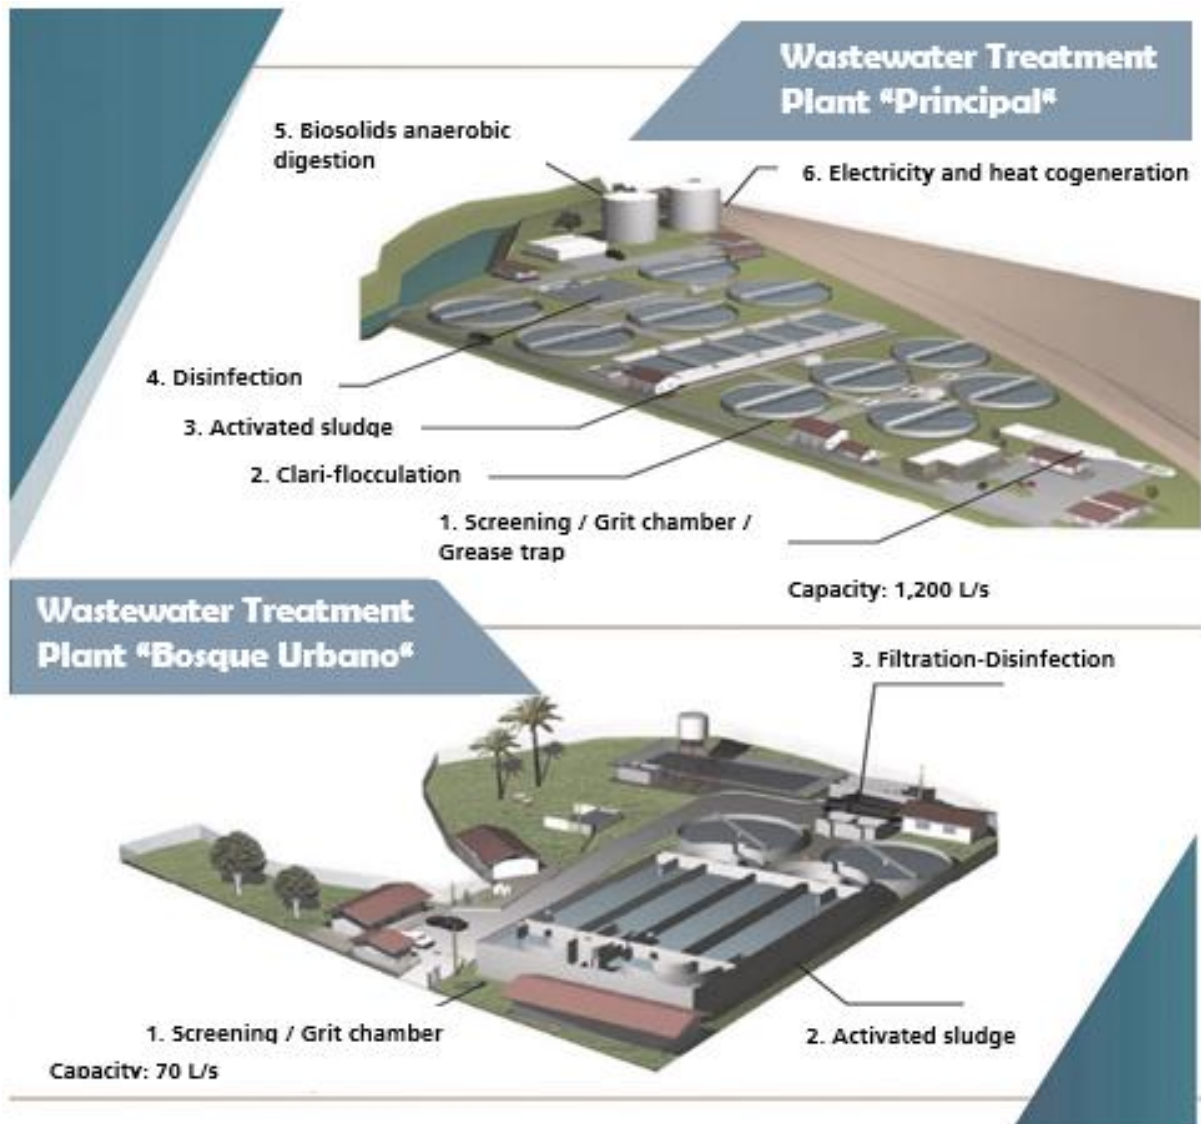 Wastewater Treatment
Plant “Principal“
5. Biosolids anaerobic
digestion
6. Electricity and heat cogeneration
4. Disinfection
3. Activated sludge
2. Clari-flocculation
1. Screening / Grit chamber /
Grease trap
Capacity: 1,200 L/s
Wastewater Treatment
Plant “Bosque Urbano“
3. Filtration-Disinfection
1. Screening / Grit chamber
2. Activated sludge
Capacity: 70 L/s